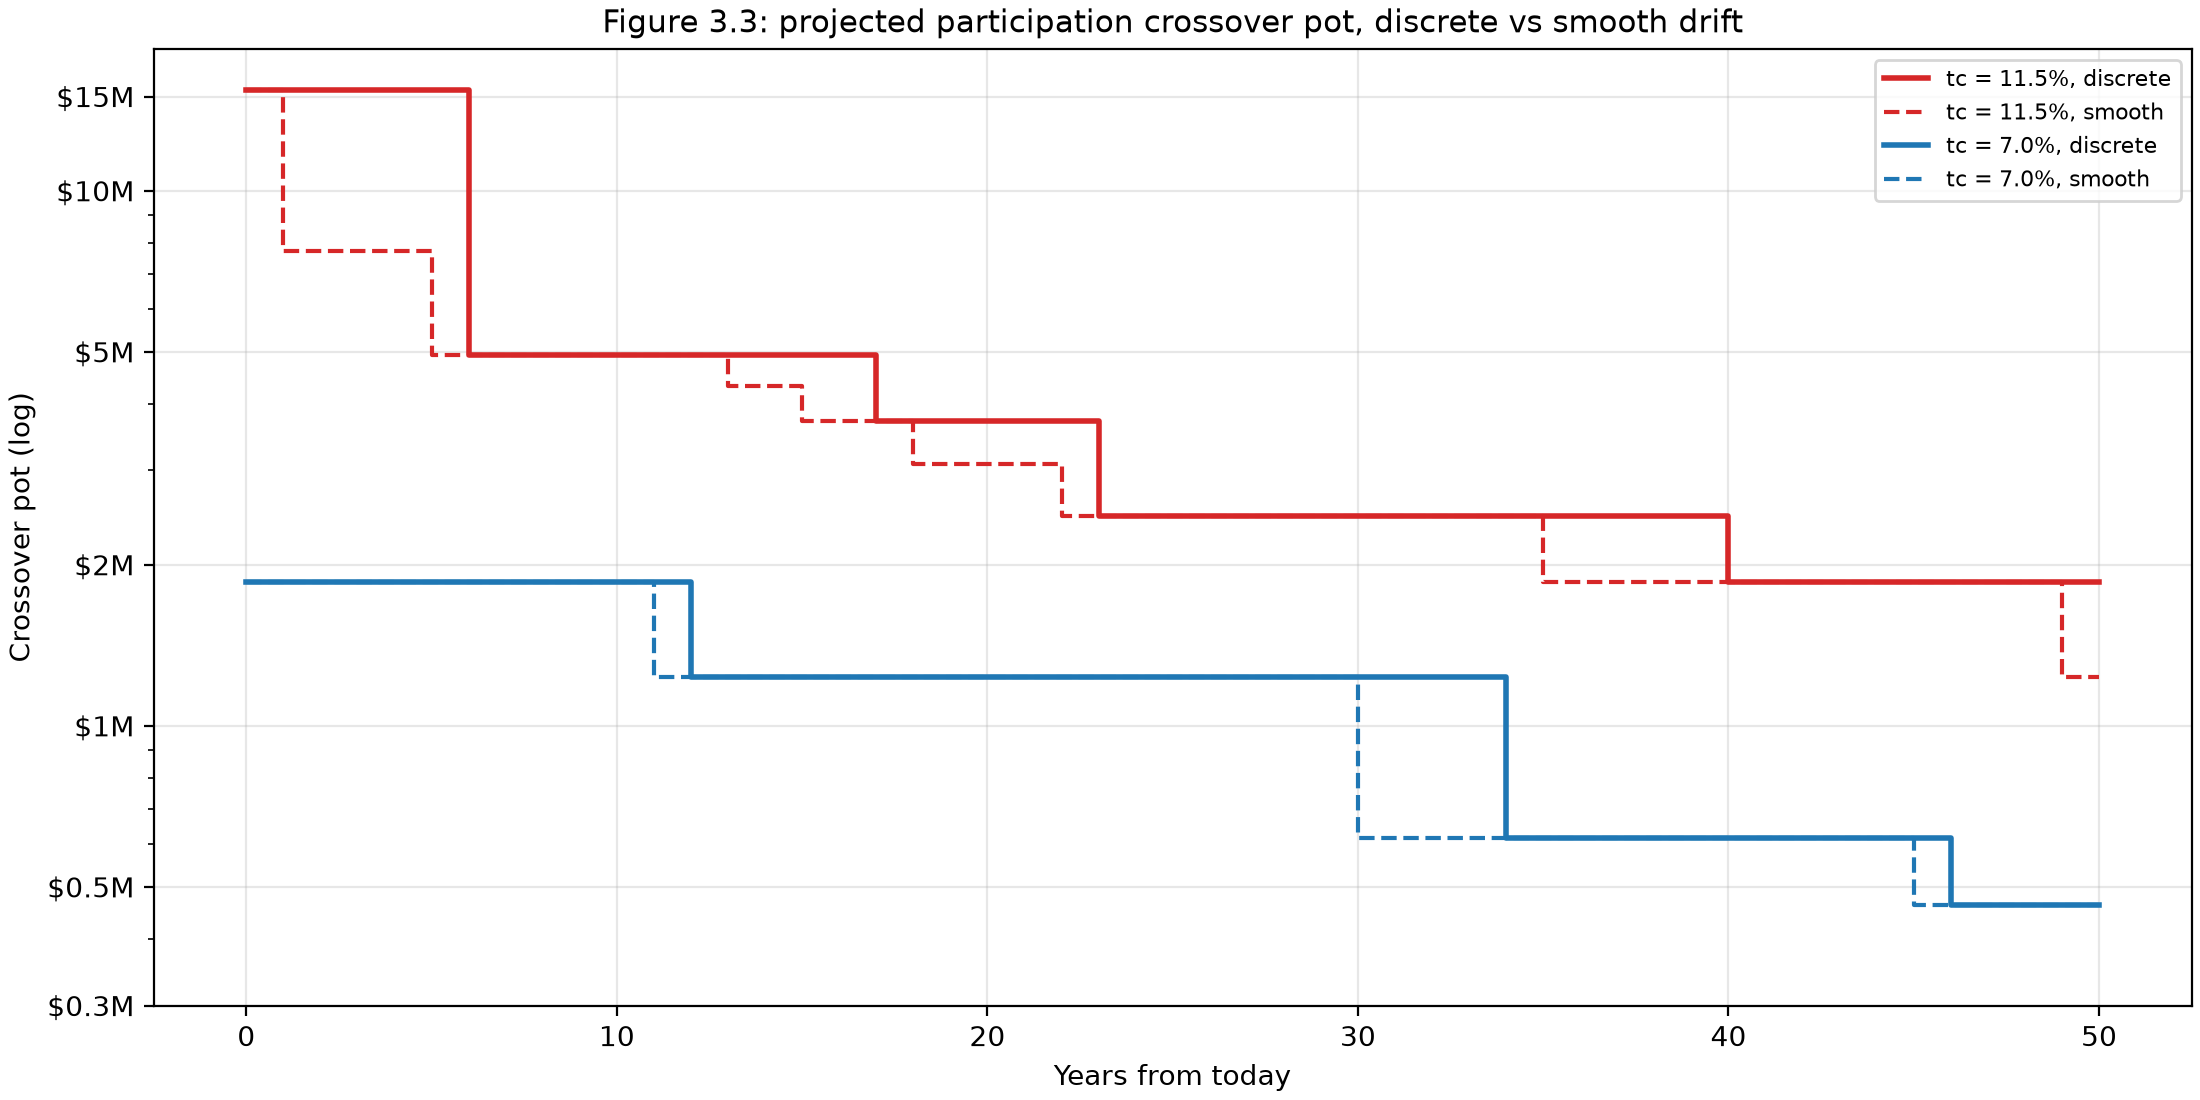 Figure 3.3: projected participation crossover pot, discrete vs smooth drift
tc = 11.5%, discrete
tc = 11.5%, smooth
tc = 7.0%, discrete
tc = 7.0%, smooth
Crossover pot (log)
$15M
$10M
$5M
$2M
$1M
$0.5M
$0.3M
0 10 20 30 40 50
Years from today